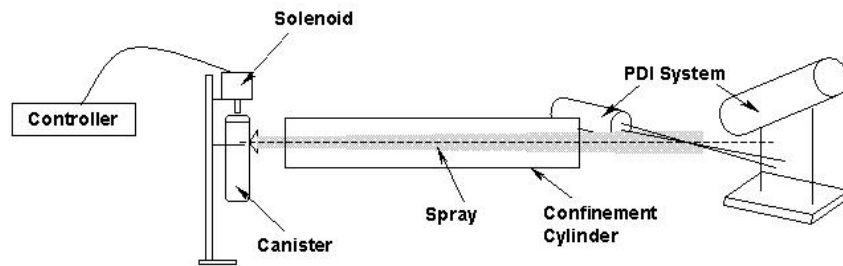 Solenoid
PDI System
Controller
Spray
Confinement
Cylinder
Canister